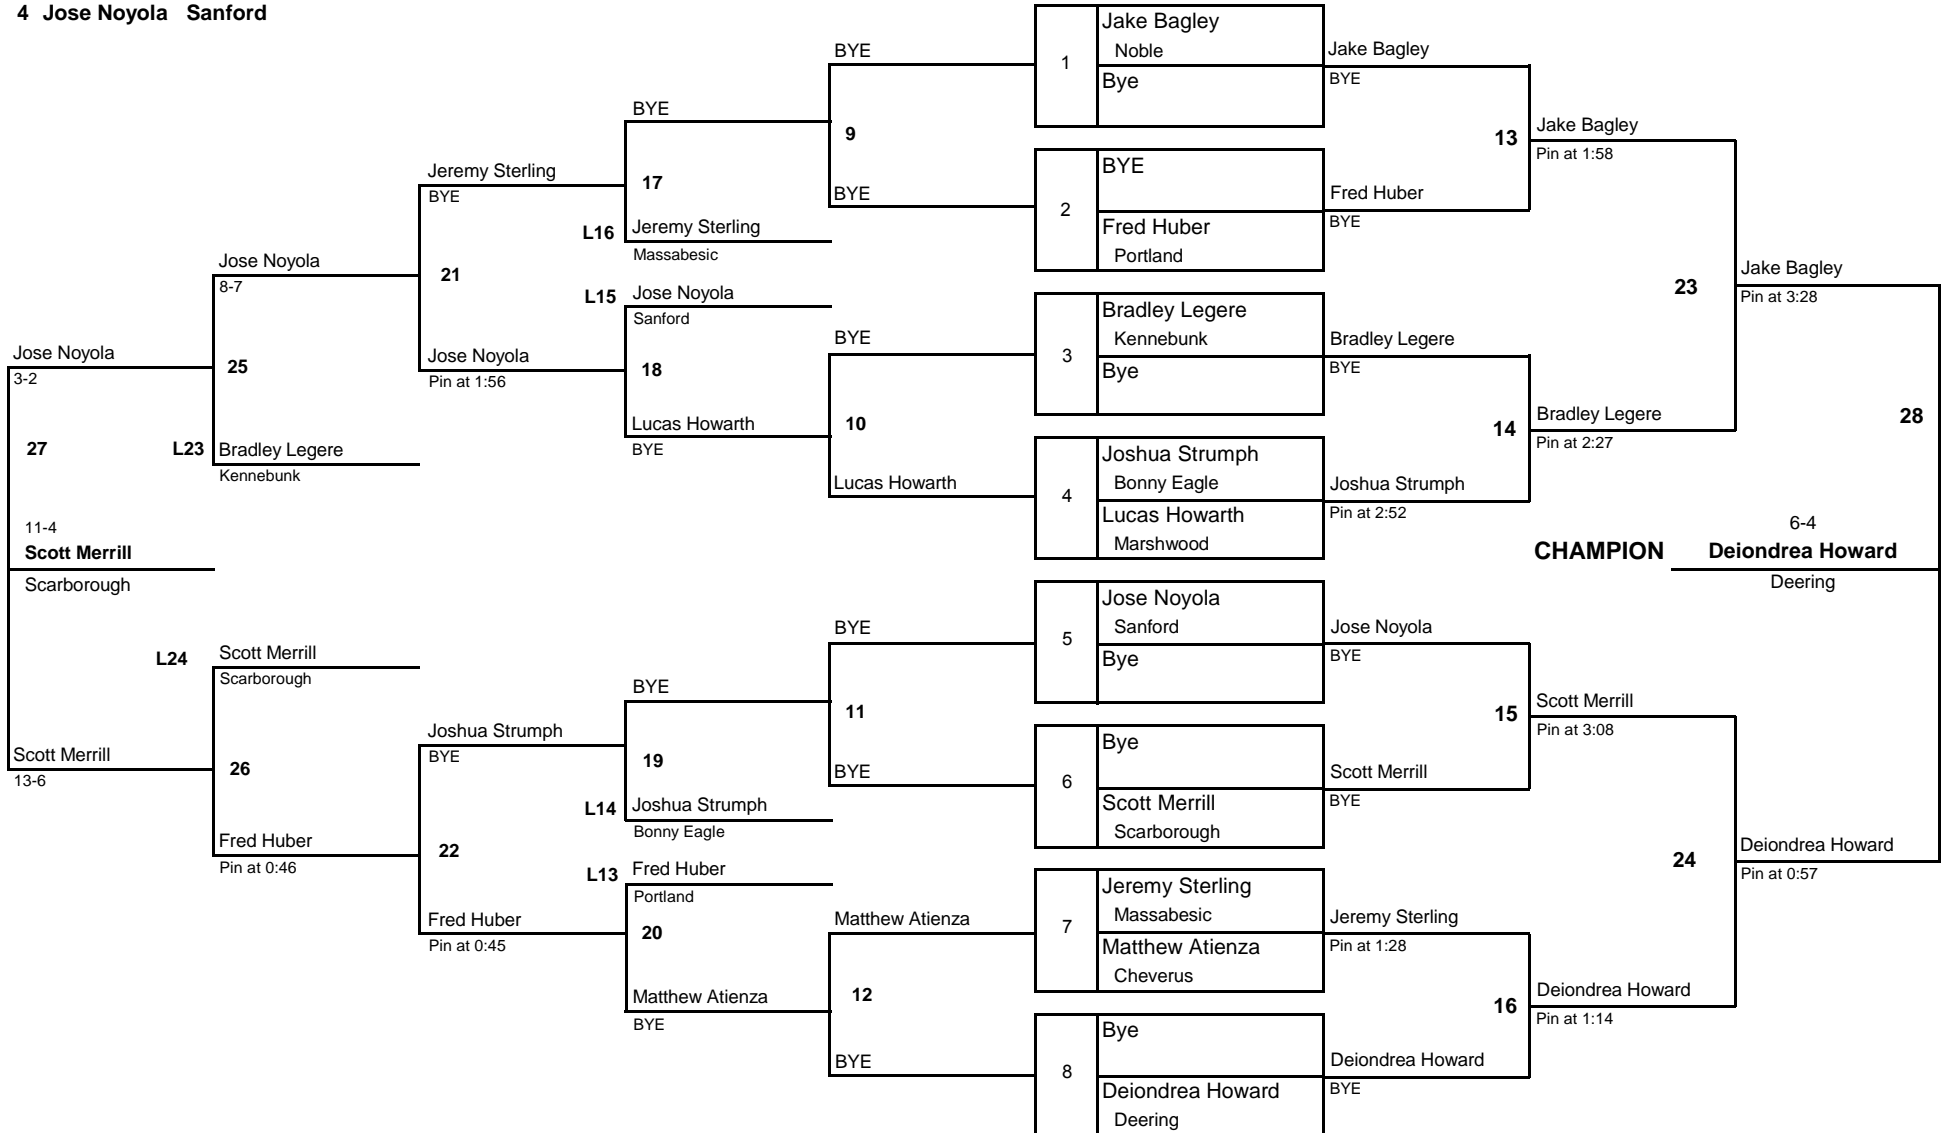 4 Jose Noyola Sanford
BYE
BYE
9
BYE
Jeremy Sterling
BYE
17
L16 Jeremy Sterling
Massabesic
Jose Noyola
8-7
21
L15 Jose Noyola
Sanford
Jose Noyola
3-2
25
Jose Noyola
Pin at 1:56
18
BYE
Lucas Howarth
BYE
10
Lucas Howarth
27
L23 Bradley Legere
Kennebunk
11-4
Scott Merrill
Scarborough
L24 Scott Merrill
Scarborough
Scott Merrill
13-6
26
Joshua Strumph
BYE
BYE
19
BYE
11
BYE
L14 Joshua Strumph
Bonny Eagle
Fred Huber
Pin at 0:46
22
L13 Fred Huber
Portland
Fred Huber
Pin at 0:45
20
Matthew Atienza
Matthew Atienza
BYE
12
BYE
1
Jake Bagley
Noble
Bye
2
BYE
Fred Huber
Portland
3
Bradley Legere
Kennebunk
Bye
4
Joshua Strumph
Bonny Eagle
Lucas Howarth
Marshwood
5
Jose Noyola
Sanford
Bye
6
Bye
Scott Merrill
Scarborough
7
Jeremy Sterling
Massabesic
Matthew Atienza
Cheverus
8
Bye
Deiondrea Howard
Deering
Jake Bagley
BYE
13
Fred Huber
BYE
Jake Bagley
Pin at 1:58
Bradley Legere
BYE
14
Joshua Strumph
Pin at 2:52
Bradley Legere
Pin at 2:27
23
Jake Bagley
Pin at 3:28
28
6-4
CHAMPION Deiondrea Howard
Deering
Jose Noyola
BYE
15
Scott Merrill
BYE
Scott Merrill
Pin at 3:08
Jeremy Sterling
Pin at 1:28
16
Deiondrea Howard
BYE
Deiondrea Howard
Pin at 1:14
24
Deiondrea Howard
Pin at 0:57